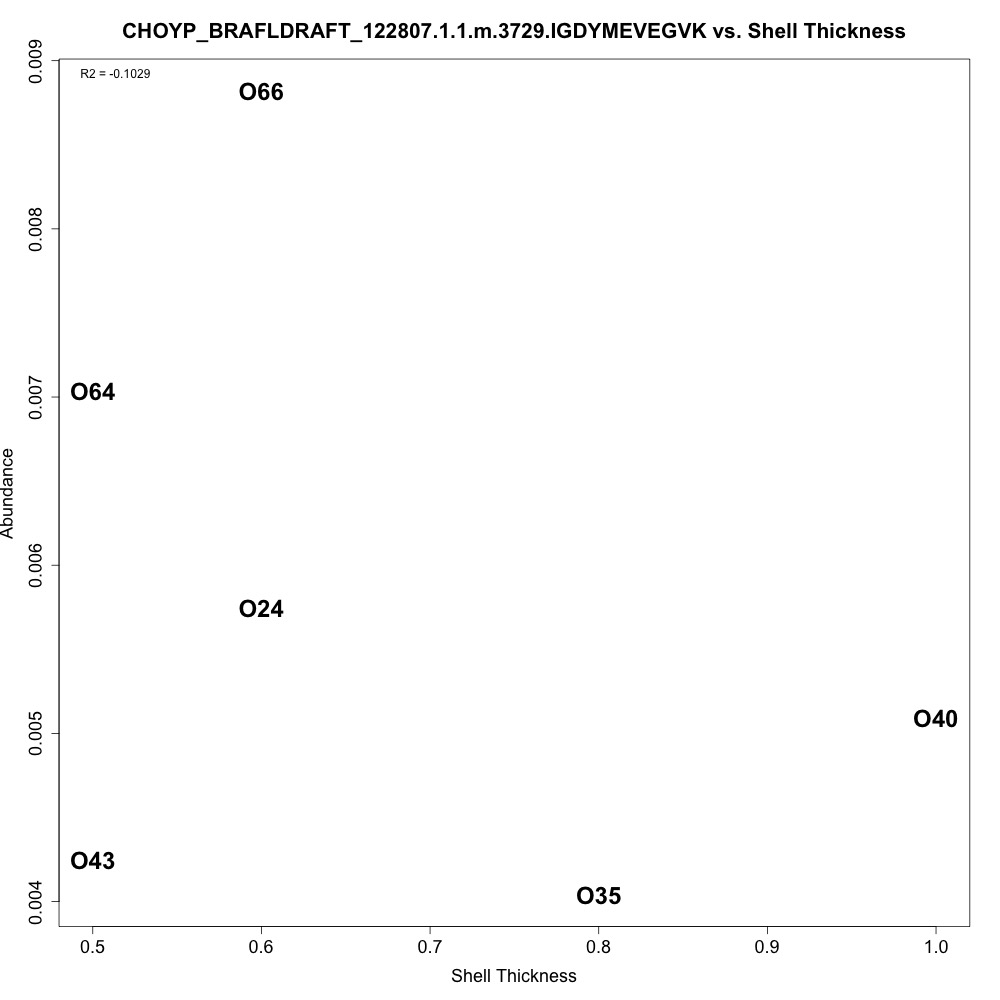 CHOYP_BRAFLDRAFT_122807.1.1.m.3729.IGDYMEVEGVK vs. Shell Thickness
R2 = -0.1029
0.009
O66
0.008
O64
0.007
Abundance
0.006
O24
O40
0.005
O43
O35
0.004
0.5 0.6 0.7 0.8 0.9 1.0
Shell Thickness